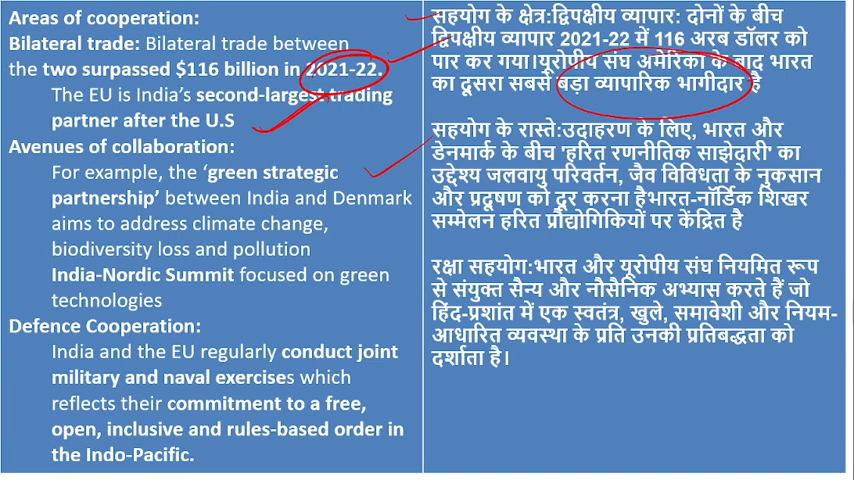 Areas of cooperation:
Bilateral trade: Bilateral trade between
the two surpassed $116 billion in 2021-22.
The EU is India's second-largest trading
partner after the U.S
Avenues of collaboration:
For example, the ‘green strategic
partnership’ between India and Denmark
aims to address climate change,
biodiversity loss and pollution
India-Nordic Summit focused on green
technologies
Defence Cooperation:
India and the EU regularly conduct joint
military and naval exercises which
reflects their commitment to a free,
open, inclusive and rules-based order in
the Indo-Pacific.
सहयोग के क्षेत्र:द्विपक्षीय व्यापार: दोनों के बीच
द्विपक्षीय व्यापार 2021-22 में 116 अरब डॉलर को
पार कर गया।यूरोपीय संघ अमेरिका के बाद भारत
का दूसरा सबसे बड़ा व्यापारिक भागीदार है
सहयोग के रास्ते:उदाहरण के लिए, भारत और
डेनमार्क के बीच 'हरित रणनीतिक साझेदारी' का
उद्देश्य जलवायु परिवर्तन, जैव विविधता के नुकसान
और प्रदूषण को दूर करना हैभारत-नॉर्डिक शिखर
सम्मेलन हरित प्रौद्योगिकियों पर केंद्रित है
रक्षा सहयोग:भारत और यूरोपीय संघ नियमित रूप
से संयुक्त सैन्य और नौसैनिक अभ्यास करते हैं जो
हिंद-प्रशांत में एक स्वतंत्र, खुले, समावेशी और नियम-
आधारित व्यवस्था के प्रति उनकी प्रतिबद्धता को
दर्शाता है।